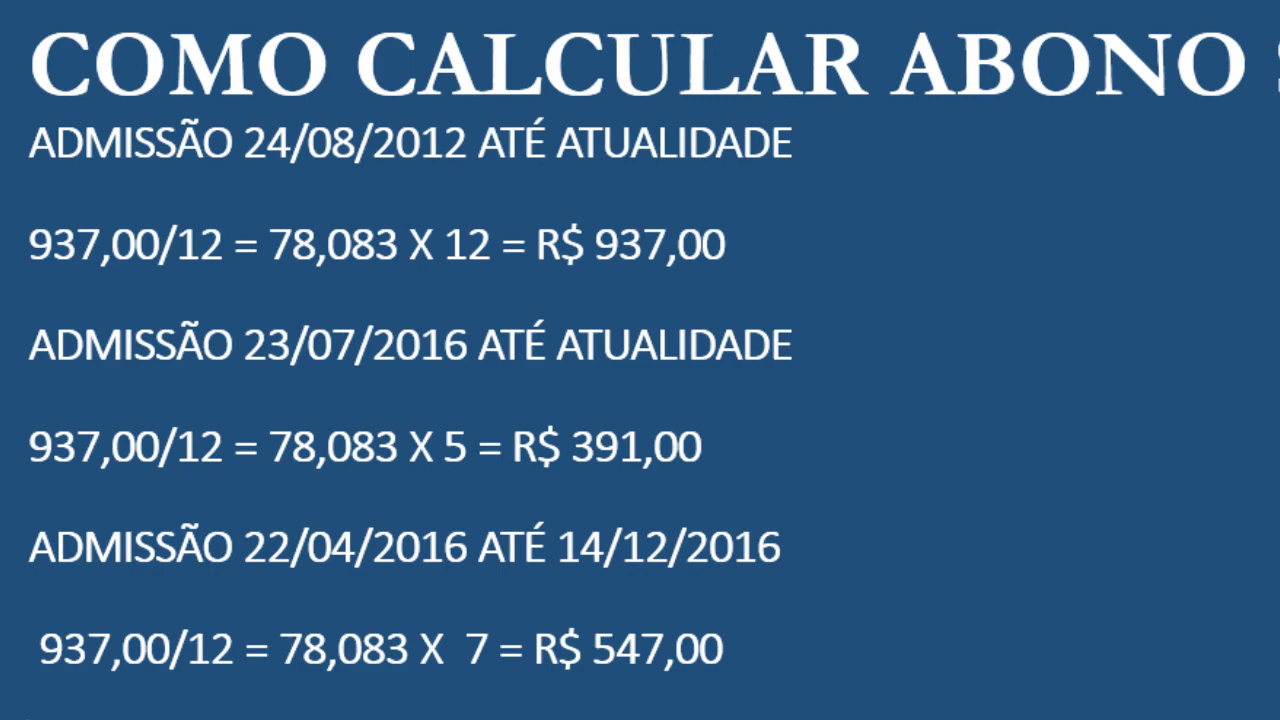 COMO CALCULAR ABONO
ADMISSÃO 24/08/2012 ATÉ ATUALIDADE
937,00/12 = 78,083 X 12 = R$ 937,00
ADMISSÃO 23/07/2016 ATÉ ATUALIDADE
937,00/12 = 78,083 X 5 = R$ 391,00
ADMISSÃO 22/04/2016 ATÉ 14/12/2016
937,00/12 = 78,083 X 7 = R$ 547,00